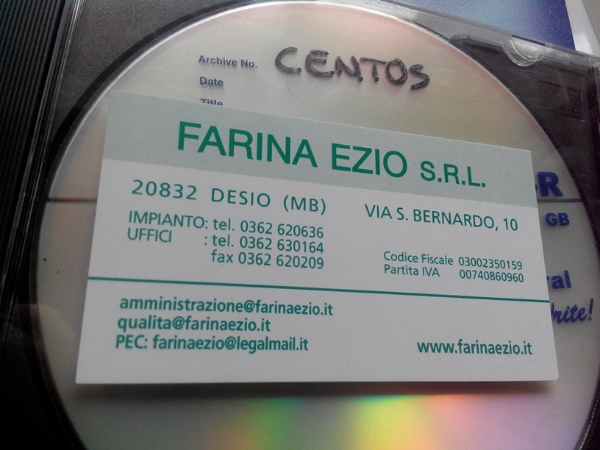 Archive No. CENTOS
Date
Title
FARINA EZIO S.R.L.
20832 DESIO (MB)
VIA S. BERNARDO, 10
IMPIANTO: tel. 0362 620636
UFFICI : tel. 0362 630164
fax 0362 620209
Codice Fiscale 03002350159
Partita IVA 00740860960
amministrazione@farinaezio.it
qualita@farinaezio.it
PEC: farinaezio@legalmail.it
www.farinaezio.it
GB